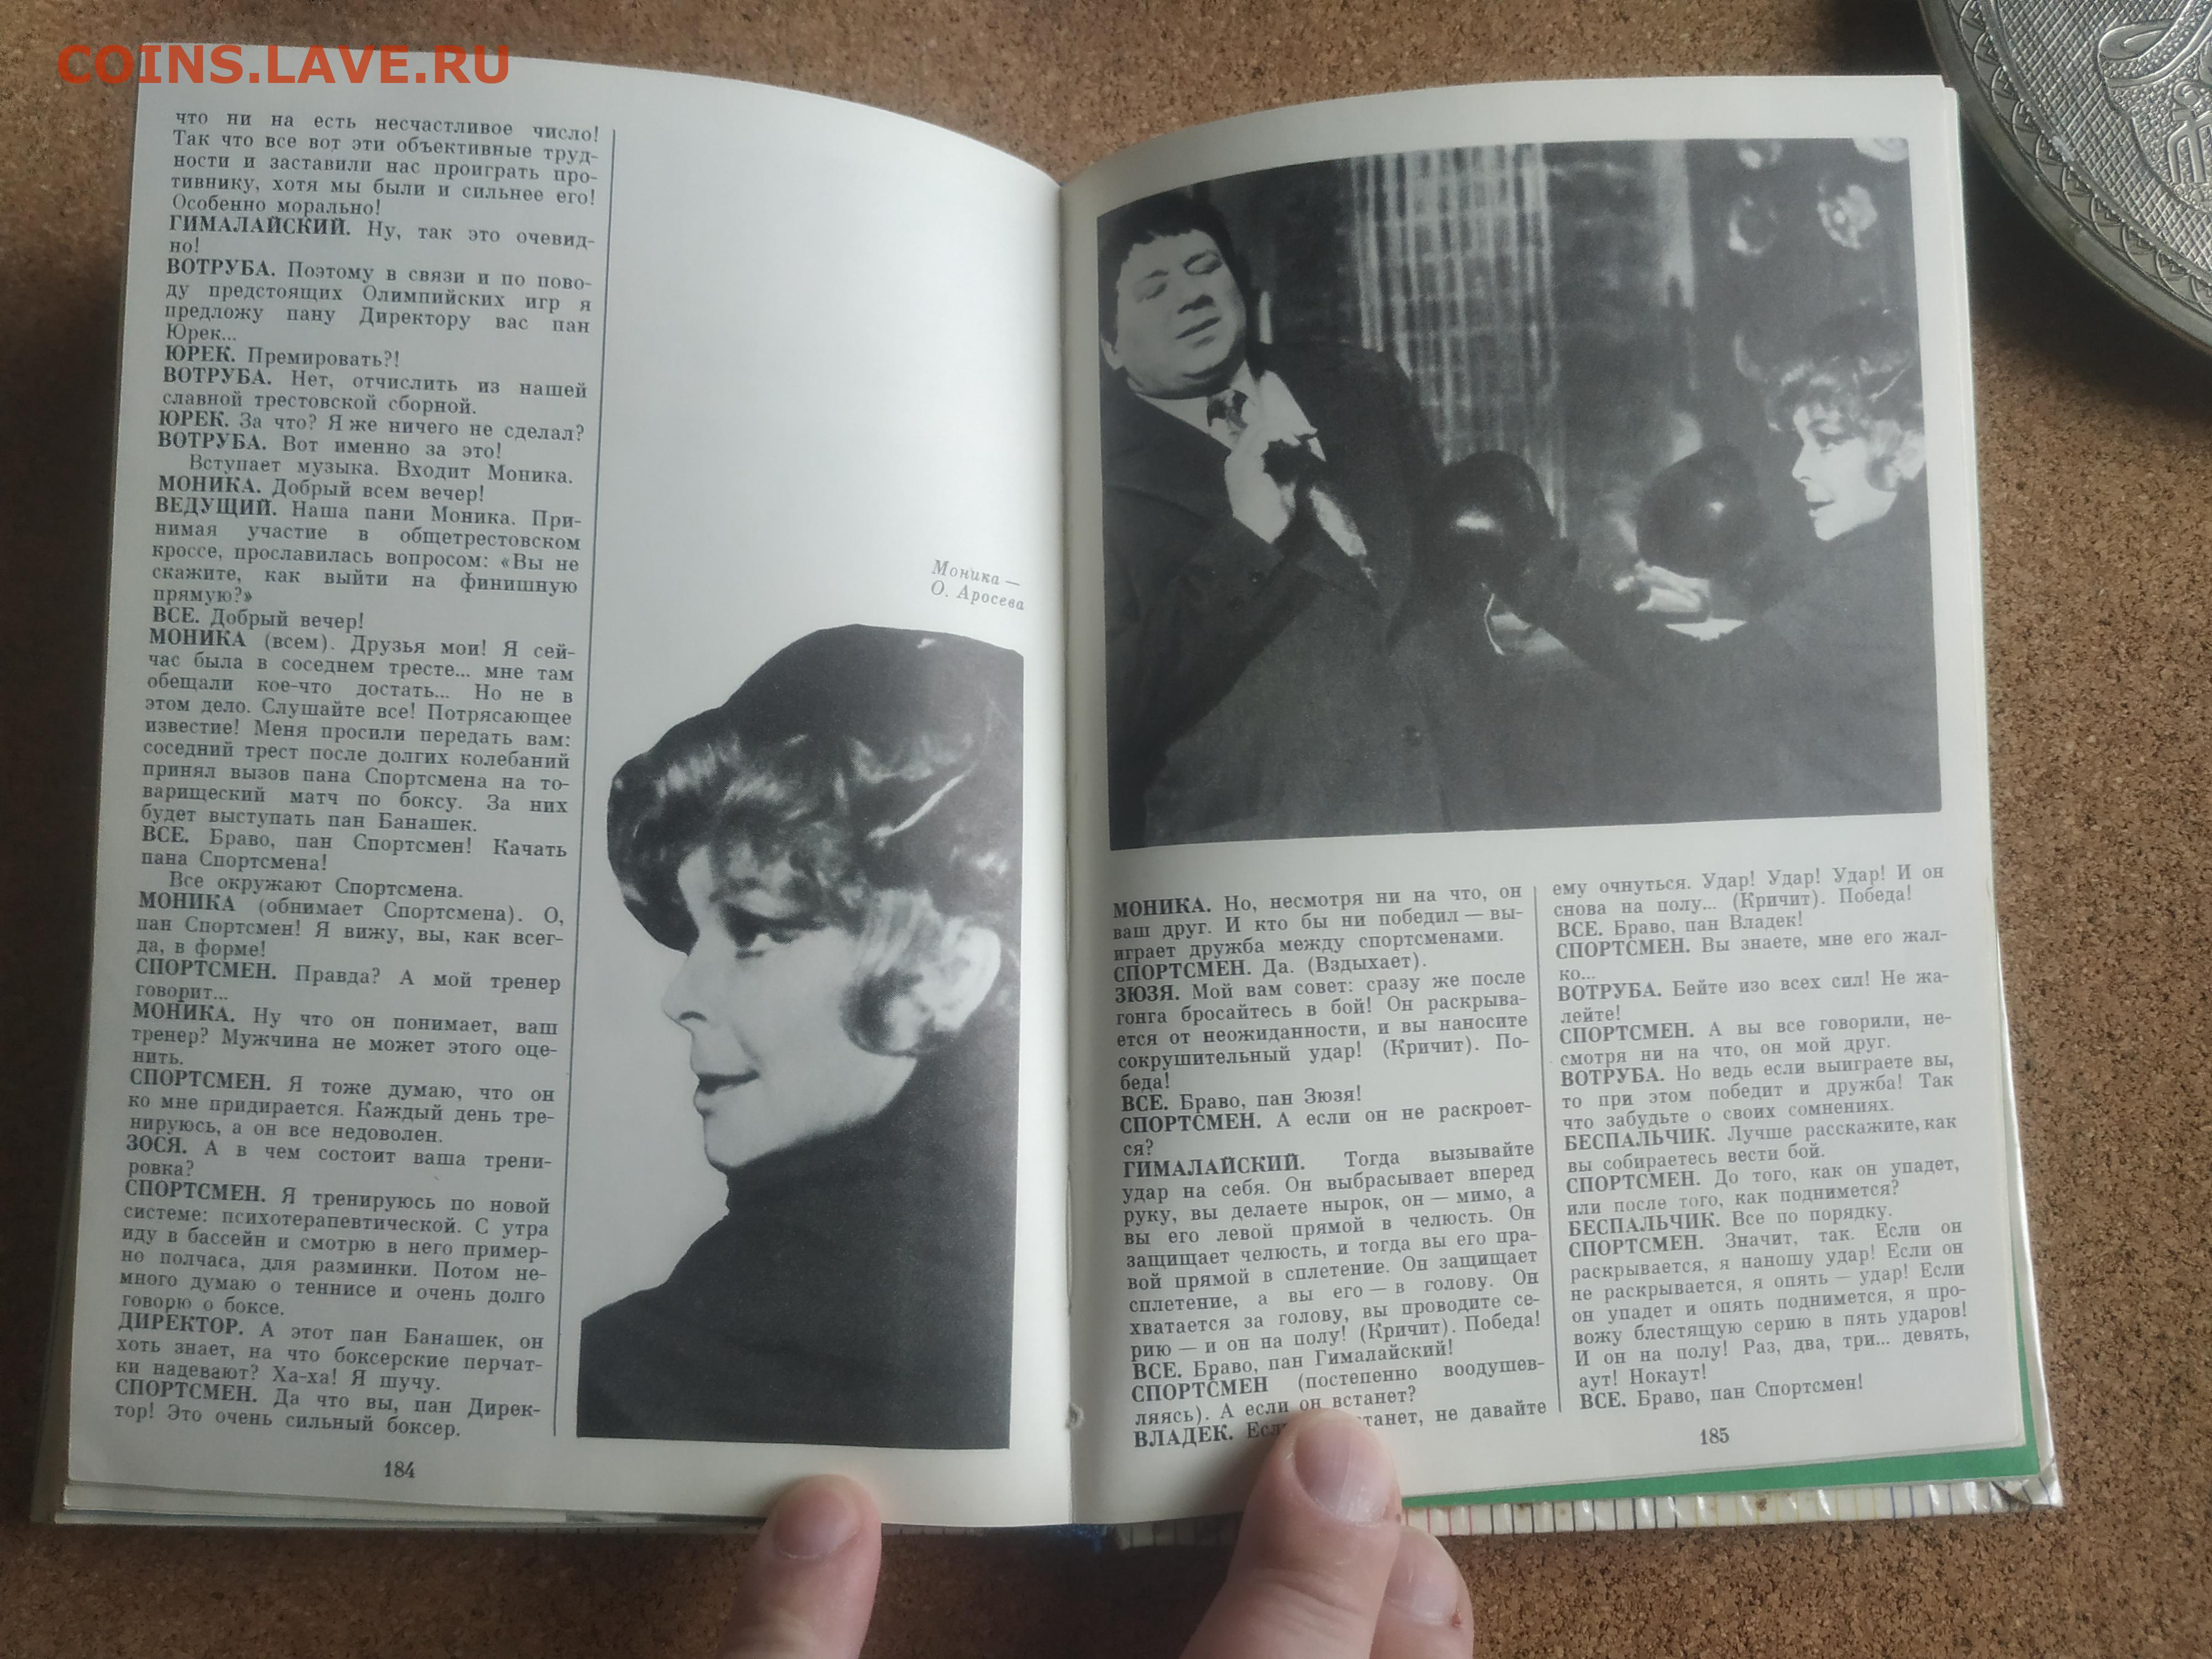 COINS.LAVE.RU
что ни на есть несчастливое число!
Так что все вот эти объективные труд-
ности и заставили нас проиграть про-
тивнику, хотя мы были и сильнее его!
Особенно морально!
ГИМАЛАЙСКИЙ. Ну, так это очевид-
но!
ВОТРУБА. Поэтому в связи и по пово-
ду предстоящих Олимпийских игр я
предложу пану Директору вас пан
Юрек...
ЮРЕК. Премировать?!
ВОТРУБА. Нет, отчислить из нашей
славной трестовской сборной.
ЮРЕК. За что? Я же ничего не сделал?
ВОТРУБА. Вот именно за это!
Вступает музыка. Входит Моника.
МОНИКА. Добрый всем вечер!
ВЕДУЩИЙ. Наша пани Моника. При-
нимая участие в общетрестовском
кроссе, прославилась вопросом: «Вы не
скажите, как выйти на финишную
прямую?»
ВСЕ. Добрый вечер!
МОНИКА (всем). Друзья мои! Я сей-
час была в соседнем тресте... мне там
обещали кое-что достать... Но не в
этом дело. Слушайте все! Потрясающее
известие! Меня просили передать вам:
соседний трест после долгих колебаний
принял вызов пана Спортсмена на то-
варищеский матч по боксу. За них
будет выступать пан Банашек.
ВСЕ. Браво, пан Спортсмен! Качать
пана Спортсмена!
Все окружают Спортсмена.
МОНИКА (обнимает Спортсмена). О,
пан Спортсмен! Я вижу, вы, как всег-
да, в форме!
СПОРТСМЕН. Правда? А мой тренер
говорит...
МОНИКА. Ну что он понимает, ваш
тренер? Мужчина не может этого оце-
нить.
СПОРТСМЕН. Я тоже думаю, что он
ко мне придирается. Каждый день тре-
нируюсь, а он все недоволен.
ЗОСЯ. А в чем состоит ваша трени-
ровка?
СПОРТСМЕН. Я тренируюсь по новой
системе: психотерапевтической. С утра
иду в бассейн и смотрю в него пример-
но полчаса, для разминки. Потом не-
много думаю о теннисе и очень долго
говорю о боксе.
ДИРЕКТОР. А этот пан Банашек, он
хоть знает, на что боксерские перчат-
ки надевают? Ха-ха! Я шучу.
СПОРТСМЕН. Да что вы, пан Дирек-
тор! Это очень сильный боксер.
Моника —
О. Аросева
184
МОНИКА. Но, несмотря ни на что, он
ваш друг. И кто бы ни победил — вы-
играет дружба между спортсменами.
СПОРТСМЕН. Да. (Вздыхает).
ЗЮЗЯ. Мой вам совет: сразу же после
гонга бросайтесь в бой! Он раскрыва-
ется от неожиданности, и вы наносите
сокрушительный удар! (Кричит). По-
беда!
ВСЕ. Браво, пан Зюзя!
СПОРТСМЕН. А если он не раскроет-
ся?
ГИМАЛАЙСКИЙ. Тогда вызывайте
удар на себя. Он выбрасывает вперед
руку, вы делаете нырок, он — мимо, а
вы его левой прямой в челюсть. Он
защищает челюсть, и тогда вы его пра-
вой прямой в сплетение. Он защищает
сплетение, а вы его — в голову. Он
хватается за голову, вы проводите се-
рию — и он на полу! (Кричит). Победа!
ВСЕ. Браво, пан Гималайский!
СПОРТСМЕН (постепенно воодушев-
ляясь). А если он встанет?
ВЛАДЕК. не давайте
ему очнуться. Удар! Удар! Удар! И он
снова на полу... (Кричит). Победа!
ВСЕ. Браво, пан Владек!
СПОРТСМЕН. Вы знаете, мне его жал-
ко...
ВОТРУБА. Бейте изо всех сил! Не жа-
лейте!
СПОРТСМЕН. А вы все говорили, не-
смотря ни на что, он мой друг.
ВОТРУБА. Но ведь если выиграете вы,
то при этом победит и дружба! Так
что забудьте о своих сомнениях.
БЕСПАЛЬЧИК. Лучше расскажите, как
вы собираетесь вести бой.
СПОРТСМЕН. До того, как он упадет,
или после того, как поднимется?
БЕСПАЛЬЧИК. Все по порядку.
СПОРТСМЕН. Значит, так. Если он
раскрывается, я наношу удар! Если он
не раскрывается, я опять — удар! Если
он упадет и опять поднимется, я про-
вожу блестящую серию в пять ударов!
И он на полу! Раз, два, три... девять,
аут! Нокаут!
ВСЕ. Браво, пан Спортсмен!
185